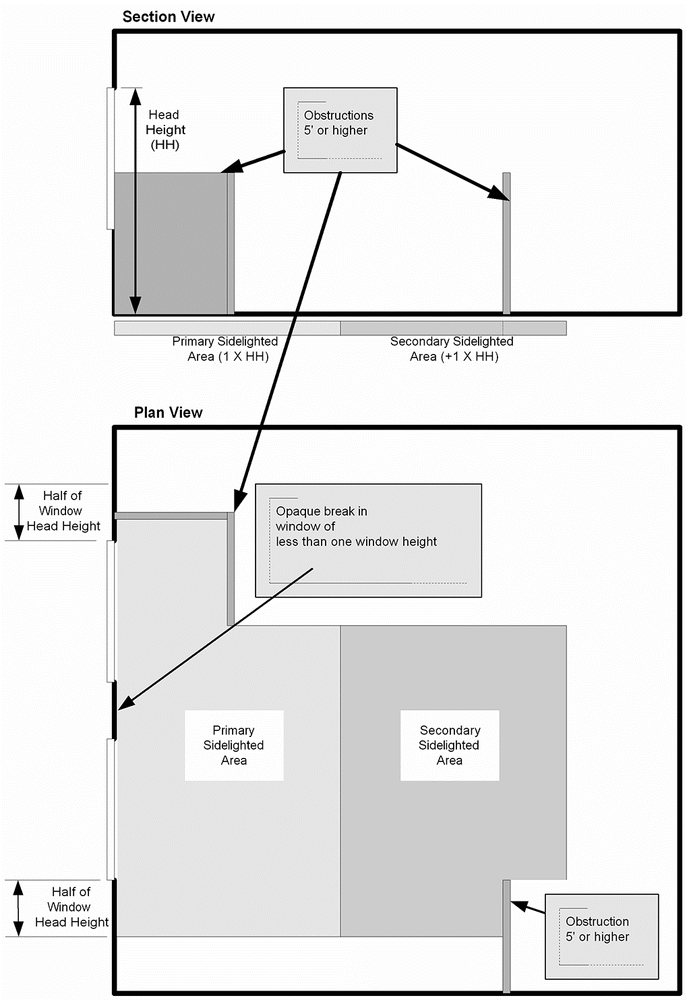 Section View
Head
Height
(HH)
Obstructions
5' or higher
Primary Sidelighted
Area (1 X HH)
Secondary Sidelighted
Area (+1 X HH)
Plan View
Half of
Window
Head Height
Opaque break in
window of
less than one window height
Primary
Sidelighted
Area
Secondary
Sidelighted
Area
Half of
Window
Head Height
Obstruction
5' or higher